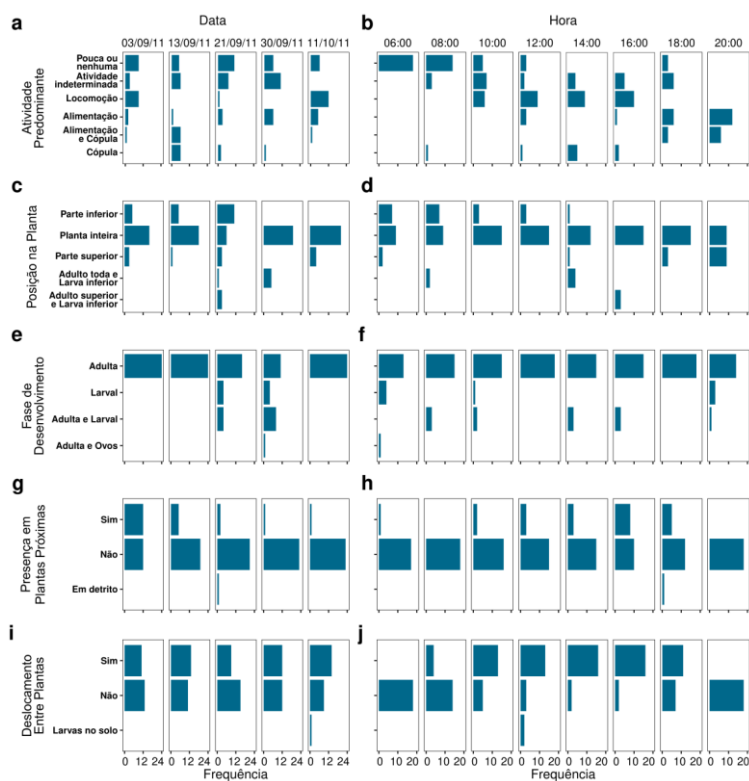 Data
Hora
a
b
03/09/11 13/09/11 21/09/11 30/09/11 11/10/11
06:00 08:00 10:00 12:00 14:00 16:00 18:00 20:00
Atividade
Predominante
Pouca ou
nenhuma
Atividade
indeterminada
Locomoção
Alimentação
Alimentação
e Cópula
Cópula
c
d
Posição na Planta
Parte inferior
Planta inteira
Parte superior
Adulto toda e
Larva inferior
Adulto superior
e Larva inferior
e
f
Fase de
Desenvolvimento
Adulta
Larval
Adulta e Larval
Adulta e Ovos
g
h
Presença em
Plantas Próximas
Sim
Não
Em detrito
i
j
Deslocamento
Entre Plantas
Sim
Não
Larvas no solo
0 12 24 0 12 24 0 12 24 0 12 24 0 12 24
0 10 20 0 10 20 0 10 20 0 10 20 0 10 20 0 10 20 0 10 20 0 10 20
Frequência
Frequência